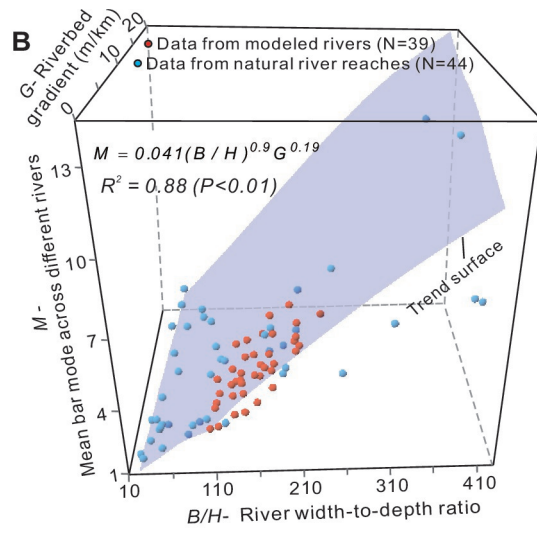 B
G- Riverbed
gradient (m/km)
0
10
20
Data from modeled rivers (N=39)
Data from natural river reaches (N=44)
M = 0.041(B / H)^0.9 G^0.19
R² = 0.88 (P<0.01)
M -
Mean bar mode across different rivers
13
10
7
4
1
Trend surface
10
110
210
310
410
B/H- River width-to-depth ratio